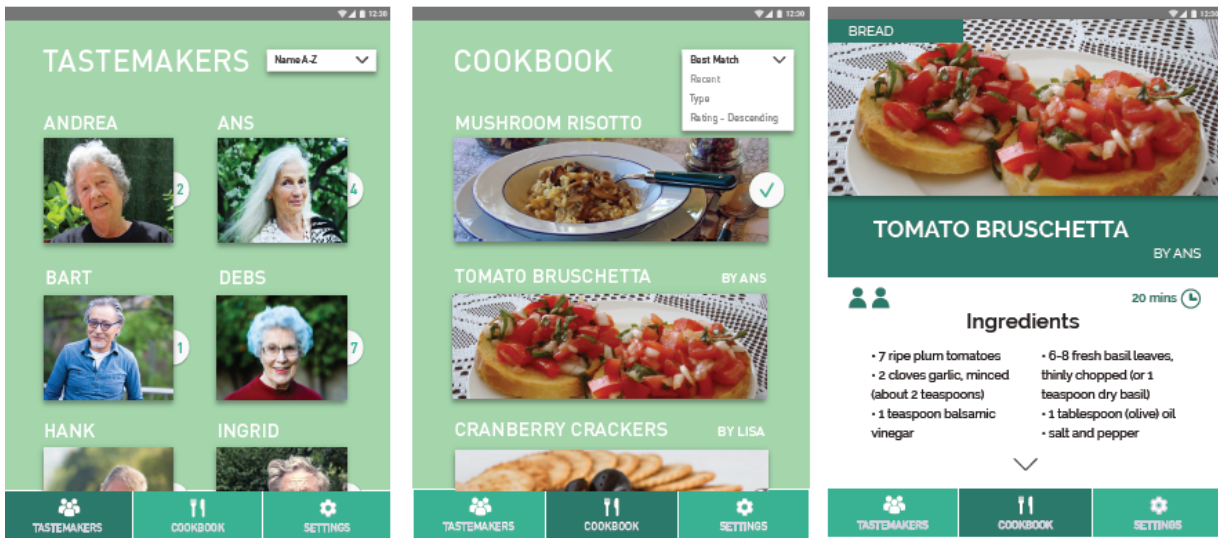 12:30
TASTEMAKERS
Name A-Z
ANDREA
ANS
2
4
BART
DEBS
1
7
HANK
INGRID
TASTEMAKERS
COOKBOOK
SETTINGS
12:30
COOKBOOK
Best Match
Recent
Type
Rating - Descending
MUSHROOM RISOTTO
TOMATO BRUSCHETTA
BY ANS
CRANBERRY CRACKERS
BY LISA
TASTEMAKERS
COOKBOOK
SETTINGS
12:30
BREAD
TOMATO BRUSCHETTA
BY ANS
20 mins
Ingredients
• 7 ripe plum tomatoes
• 2 cloves garlic, minced
(about 2 teaspoons)
• 1 teaspoon balsamic
vinegar
• 6-8 fresh basil leaves,
thinly chopped (or 1
teaspoon dry basil)
• 1 tablespoon (olive) oil
• salt and pepper
TASTEMAKERS
COOKBOOK
SETTINGS